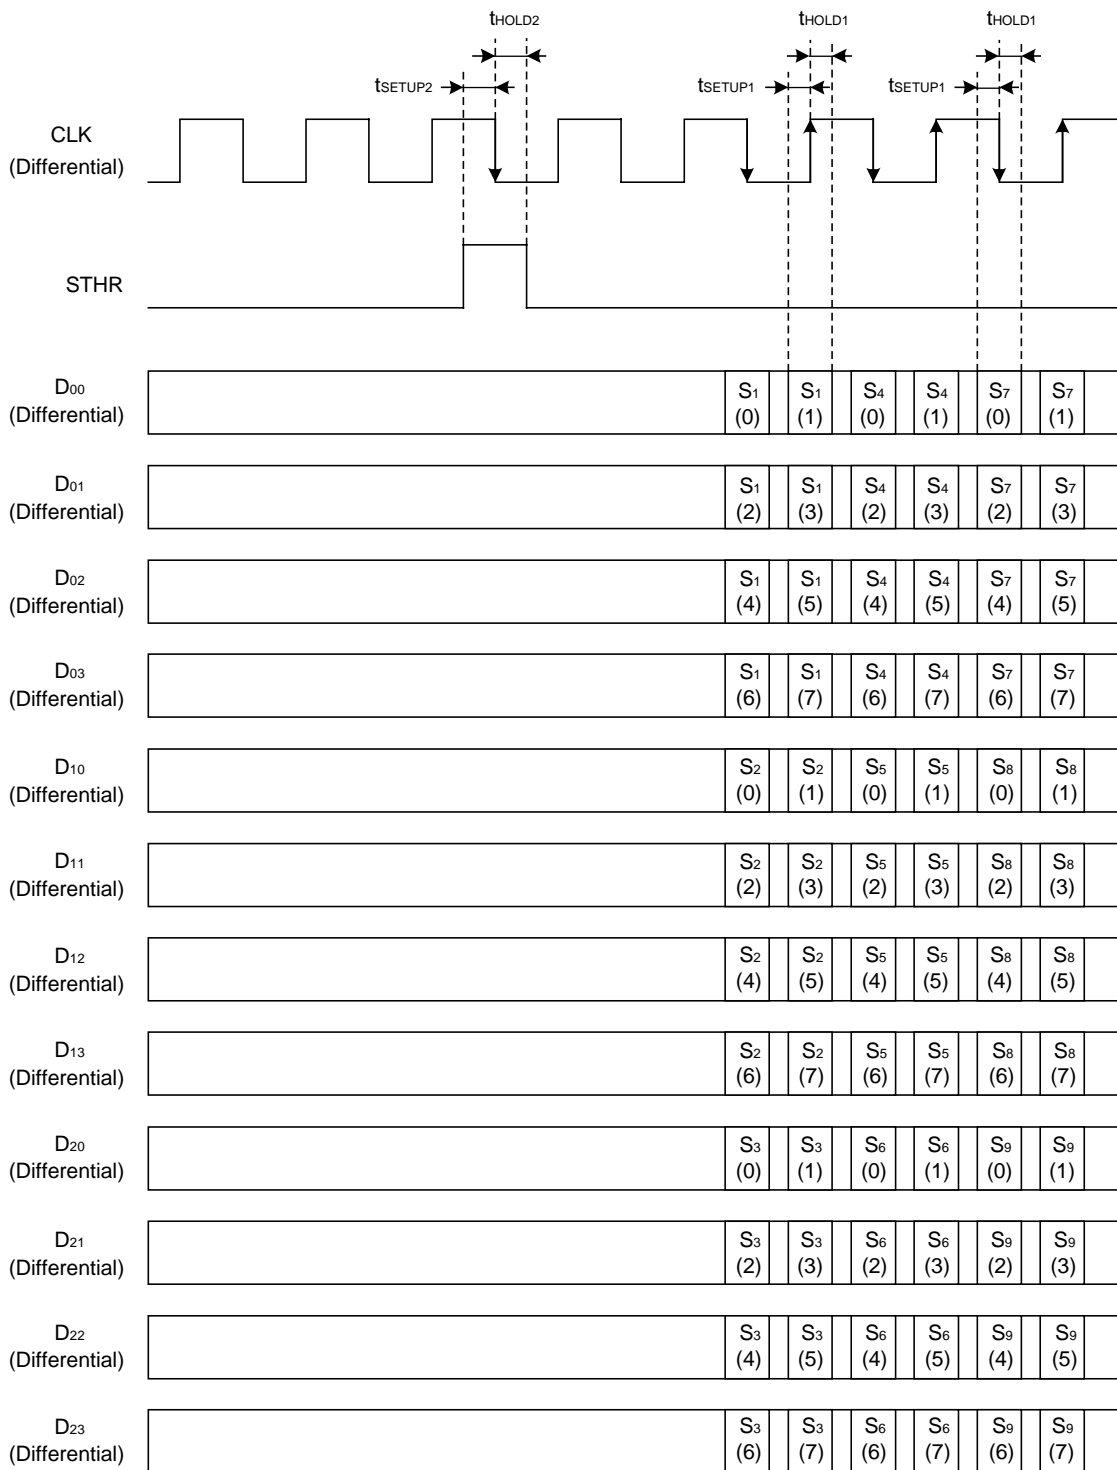 tHOLD2 tHOLD1 tHOLD1
tSETUP2 tSETUP1 tSETUP1
CLK
(Differential)
STHR
D00
(Differential)
S1 S1 S4 S4 S7 S7
(0) (1) (0) (1) (0) (1)
D01
(Differential)
S1 S1 S4 S4 S7 S7
(2) (3) (2) (3) (2) (3)
D02
(Differential)
S1 S1 S4 S4 S7 S7
(4) (5) (4) (5) (4) (5)
D03
(Differential)
S1 S1 S4 S4 S7 S7
(6) (7) (6) (7) (6) (7)
D10
(Differential)
S2 S2 S5 S5 S8 S8
(0) (1) (0) (1) (0) (1)
D11
(Differential)
S2 S2 S5 S5 S8 S8
(2) (3) (2) (3) (2) (3)
D12
(Differential)
S2 S2 S5 S5 S8 S8
(4) (5) (4) (5) (4) (5)
D13
(Differential)
S2 S2 S5 S5 S8 S8
(6) (7) (6) (7) (6) (7)
D20
(Differential)
S3 S3 S6 S6 S9 S9
(0) (1) (0) (1) (0) (1)
D21
(Differential)
S3 S3 S6 S6 S9 S9
(2) (3) (2) (3) (2) (3)
D22
(Differential)
S3 S3 S6 S6 S9 S9
(4) (5) (4) (5) (4) (5)
D23
(Differential)
S3 S3 S6 S6 S9 S9
(6) (7) (6) (7) (6) (7)